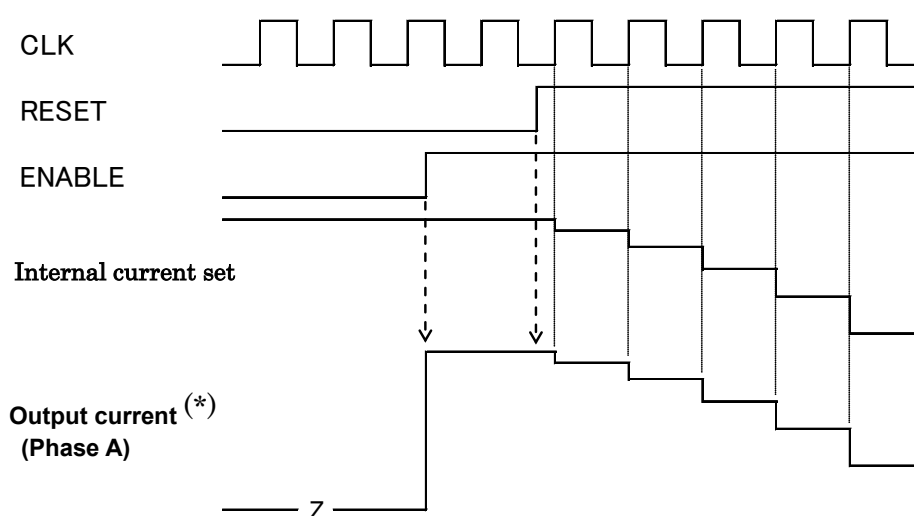 CLK
RESET
ENABLE
Internal current set
Output current (*)
(Phase A)
Z